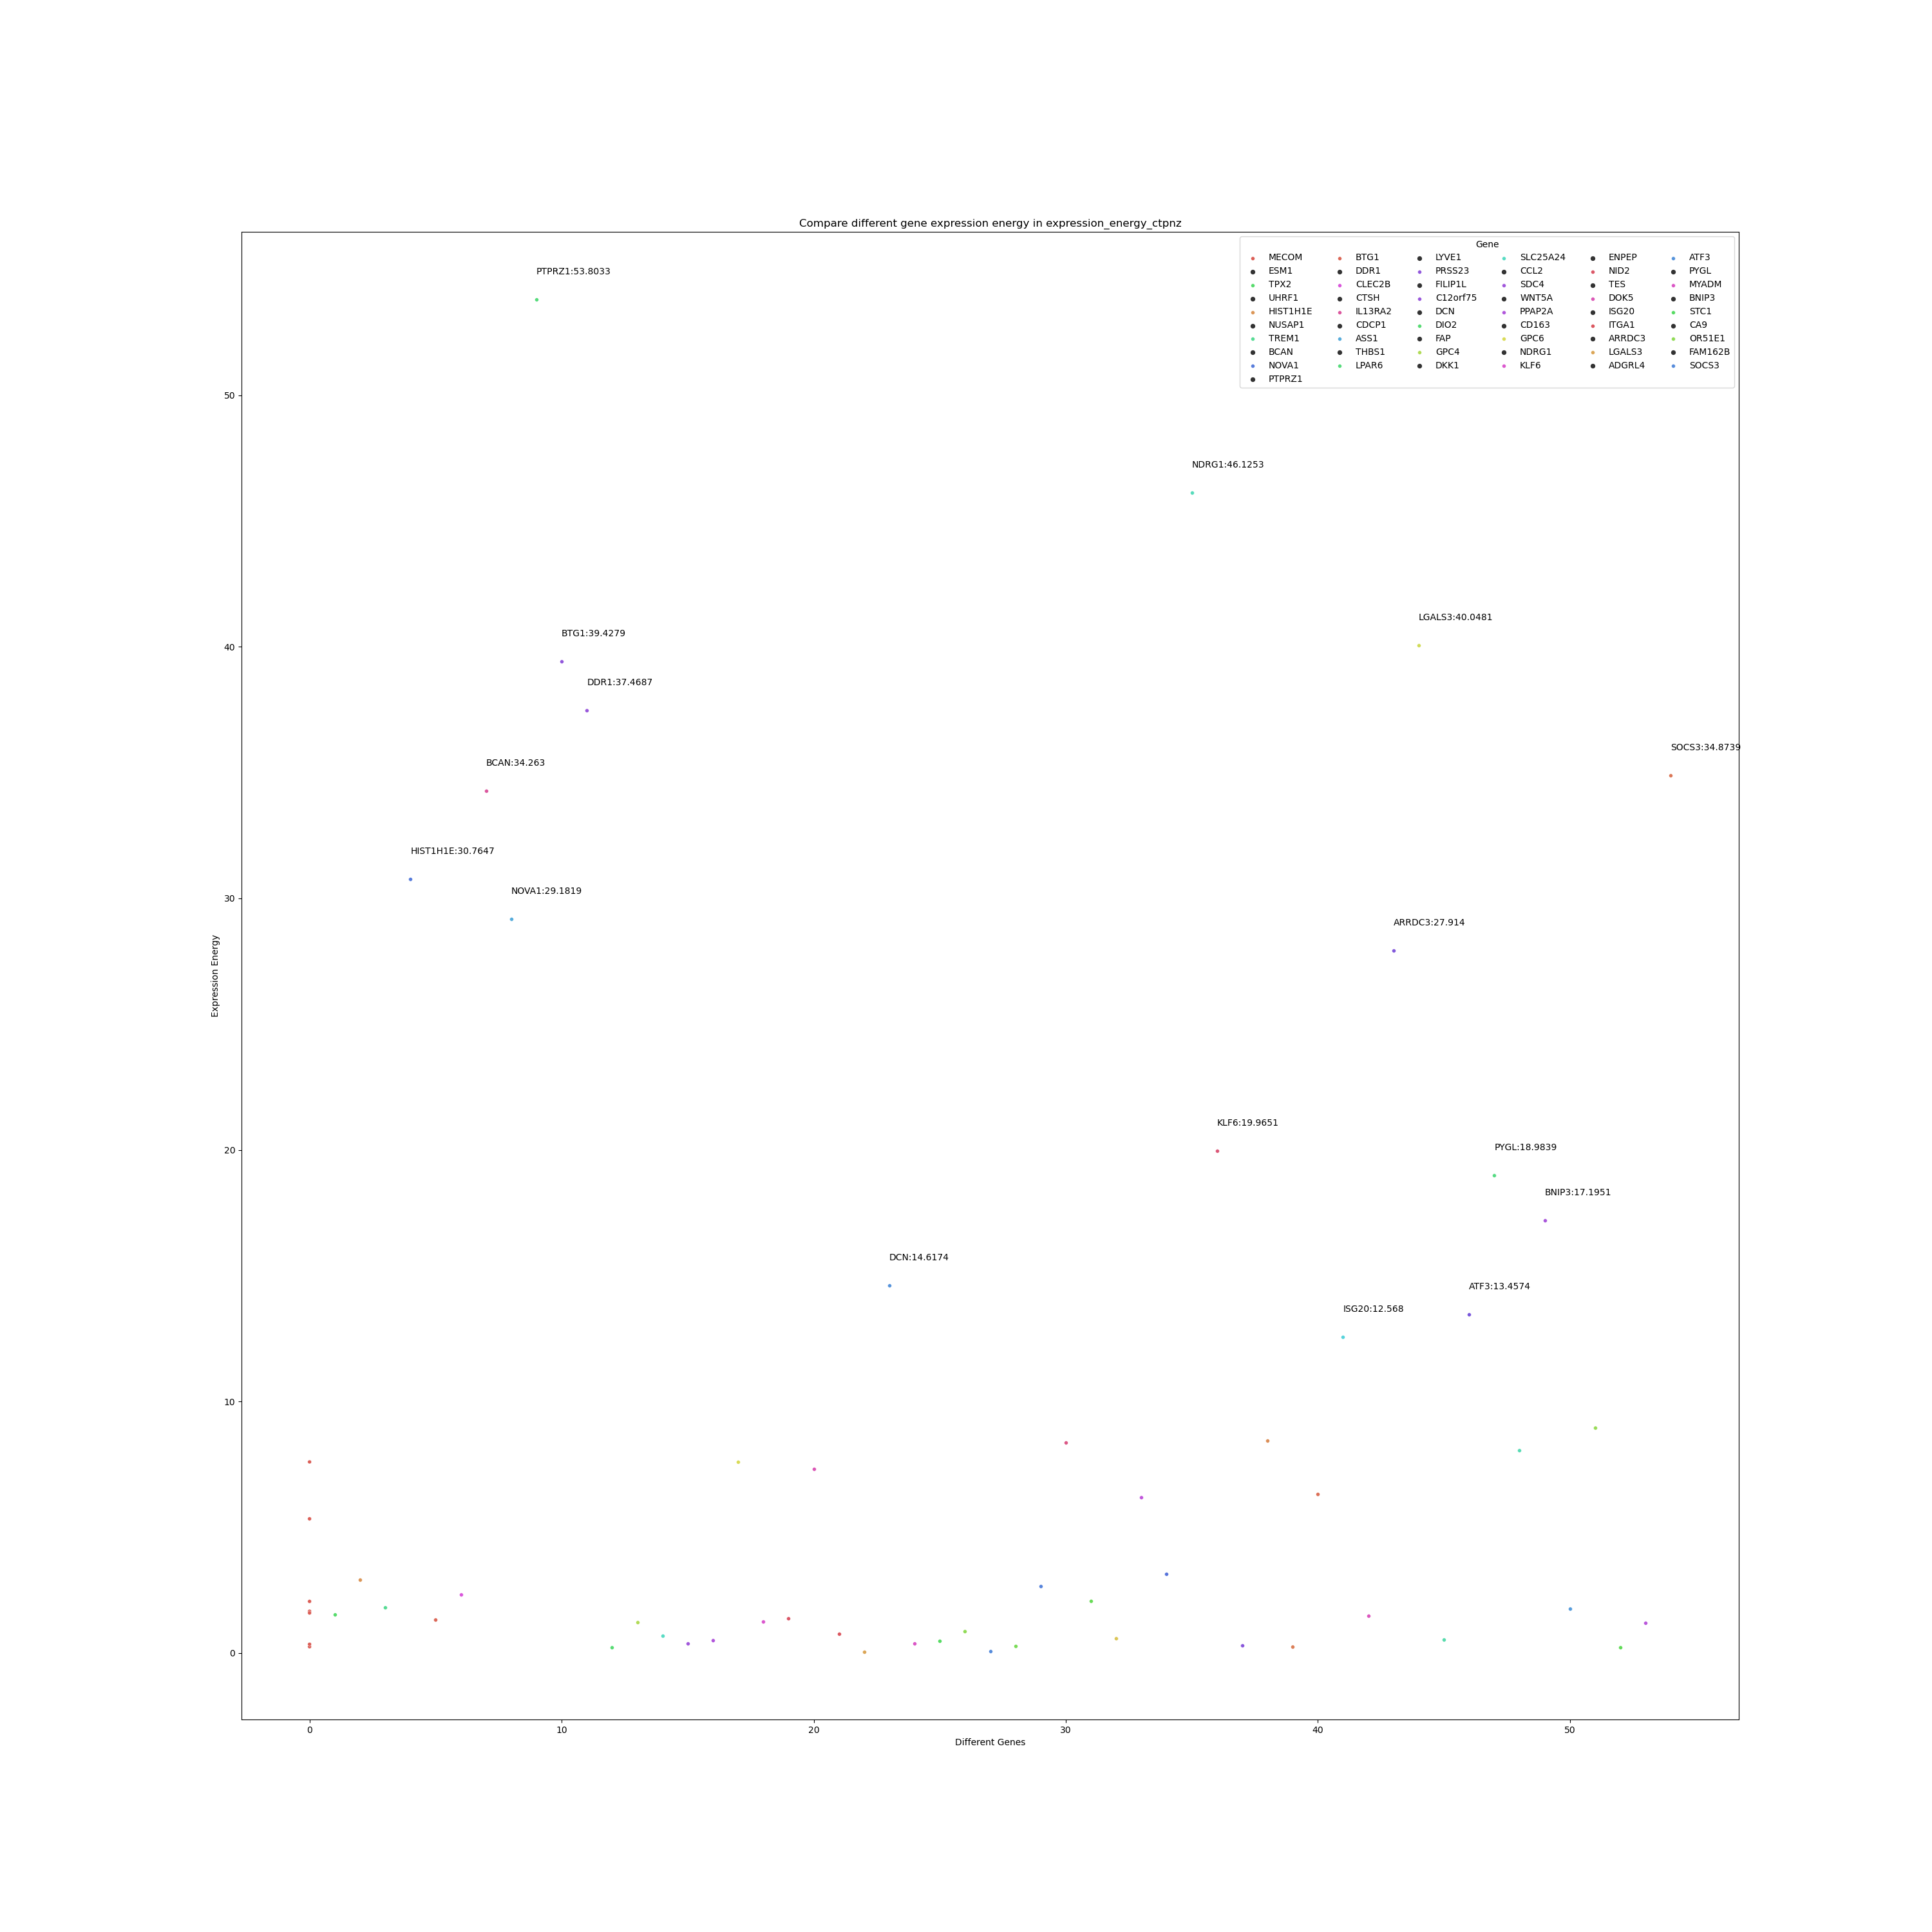 Compare different gene expression energy in expression_energy_ctpnz
Gene
MECOM BTG1 LYVE1 SLC25A24 ENPEP ATF3
ESM1 DDR1 PRSS23 CCL2 NID2 PYGL
TPX2 CLEC2B FILIP1L SDC4 TES MYADM
UHRF1 CTSH C12orf75 WNT5A DOK5 BNIP3
HIST1H1E IL13RA2 DCN PPAP2A ISG20 STC1
NUSAP1 CDCP1 DIO2 CD163 ITGA1 CA9
TREM1 ASS1 FAP GPC6 ARRDC3 OR51E1
BCAN THBS1 GPC4 NDRG1 LGALS3 FAM162B
NOVA1 LPAR6 DKK1 KLF6 ADGRL4 SOCS3
PTPRZ1
PTPRZ1:53.8033
50
NDRG1:46.1253
LGALS3:40.0481
BTG1:39.4279
40
DDR1:37.4687
SOCS3:34.8739
BCAN:34.263
HIST1H1E:30.7647
NOVA1:29.1819
30
ARRDC3:27.914
Expression Energy
KLF6:19.9651
PYGL:18.9839
20
BNIP3:17.1951
DCN:14.6174
ATF3:13.4574
ISG20:12.568
10
0
0 10 20 30 40 50
Different Genes